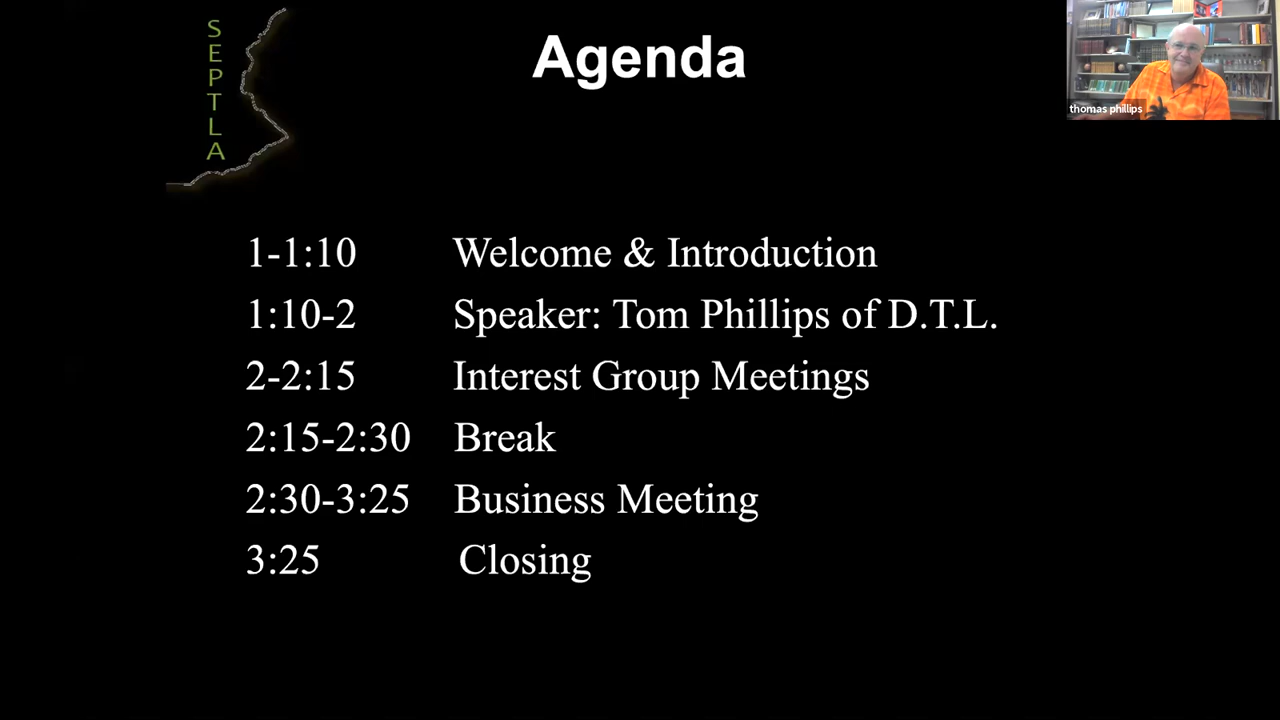 SEPTLA
Agenda
thomas phillips
1-1:10 Welcome & Introduction
1:10-2 Speaker: Tom Phillips of D.T.L.
2-2:15 Interest Group Meetings
2:15-2:30 Break
2:30-3:25 Business Meeting
3:25 Closing